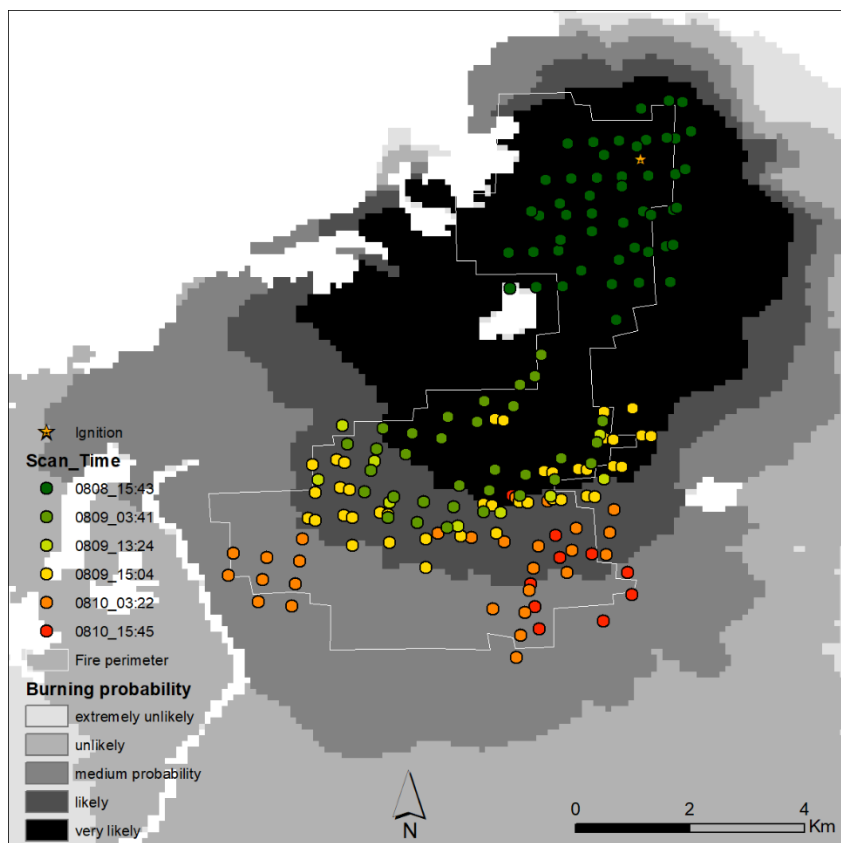 Ignition
Scan_Time
0808_15:43
0809_03:41
0809_13:24
0809_15:04
0810_03:22
0810_15:45
Fire perimeter
Burning probability
extremely unlikely
unlikely
medium probability
likely
very likely
N
0 2 4
Km